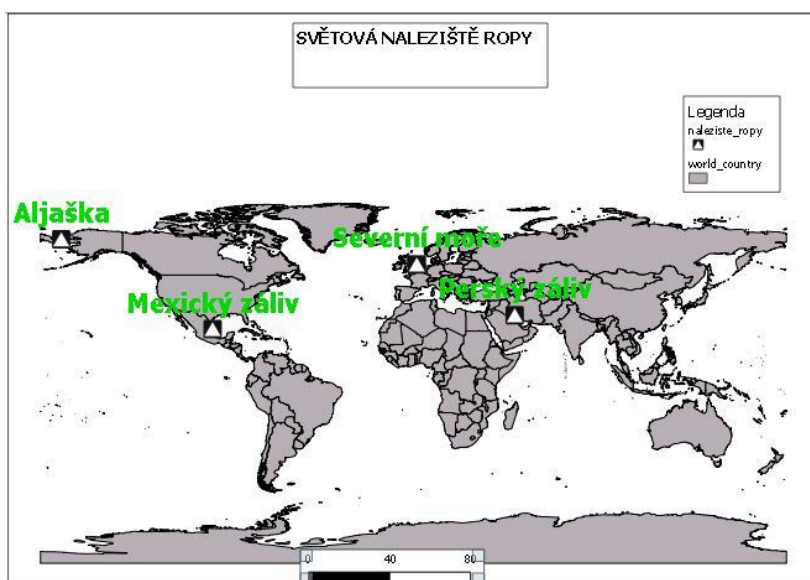 SVĚTOVÁ NALEZIŠTĚ ROPY
Legenda
naleziste_ropy
world_country
Aljaška
Severní moře
Perský záliv
Mexický záliv
0 40 80